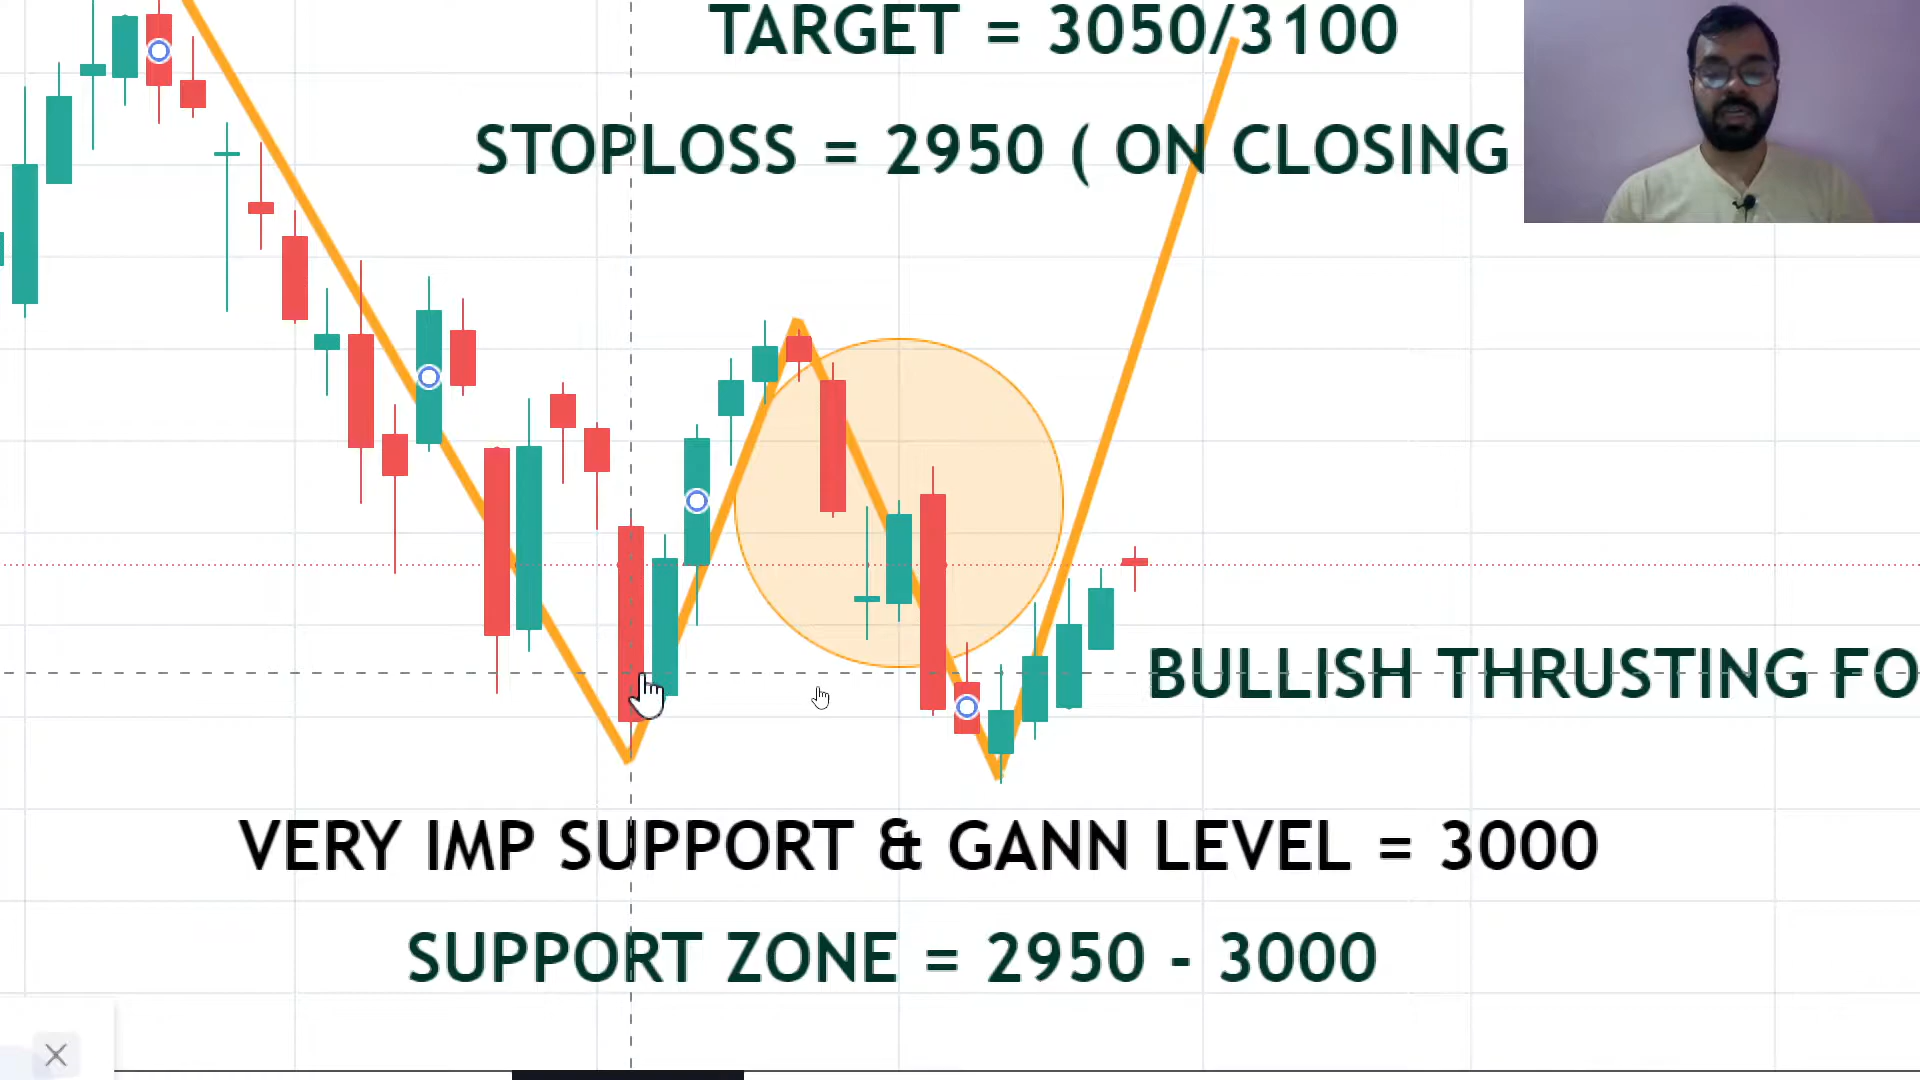 TARGET = 3050/3100
STOPLOSS = 2950 ( ON CLOSING
BULLISH THRUSTING FO
VERY IMP SUPPORT & GANN LEVEL = 3000
SUPPORT ZONE = 2950 - 3000